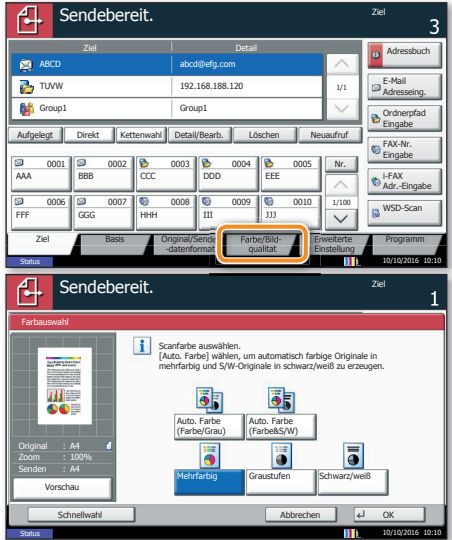 Sendebereit.
Ziel
3
Ziel
Detail
ABCD
abcd@efg.com
TUVW
192.168.188.120
Group1
Group1
1/1
Adressbuch
E-Mail
Adresseing.
Ordnerpfad
Eingabe
FAX-Nr.
Eingabe
i-FAX
Adr.-Eingabe
WSD-Scan
Aufgelegt
Direkt
Kettenwahl
Detail/Bearb.
Löschen
Neuaufruf
0001
AAA
0002
BBB
0003
CCC
0004
DDD
0005
EEE
Nr.
0006
FFF
0007
GGG
0008
HHH
0009
III
0010
JJJ
1/100
Ziel
Basis
Original/Sende
-datenformat
Farbe/Bild-
qualität
Erweiterte
Einstellung
Programm
Status
10/10/2016 10:10
Sendebereit.
Ziel
1
Farbauswahl
Scanfarbe auswählen.
[Auto. Farbe] wählen, um automatisch farbige Originale in
mehrfarbig und S/W-Originale in schwarz/weiß zu erzeugen.
Auto. Farbe
(Farbe/Grau)
Auto. Farbe
(Farbe&S/W)
Mehrfarbig
Graustufen
Schwarz/weiß
Original : A4
Zoom : 100%
Senden : A4
Vorschau
Schnellwahl
Abbrechen
OK
Status
10/10/2016 10:10